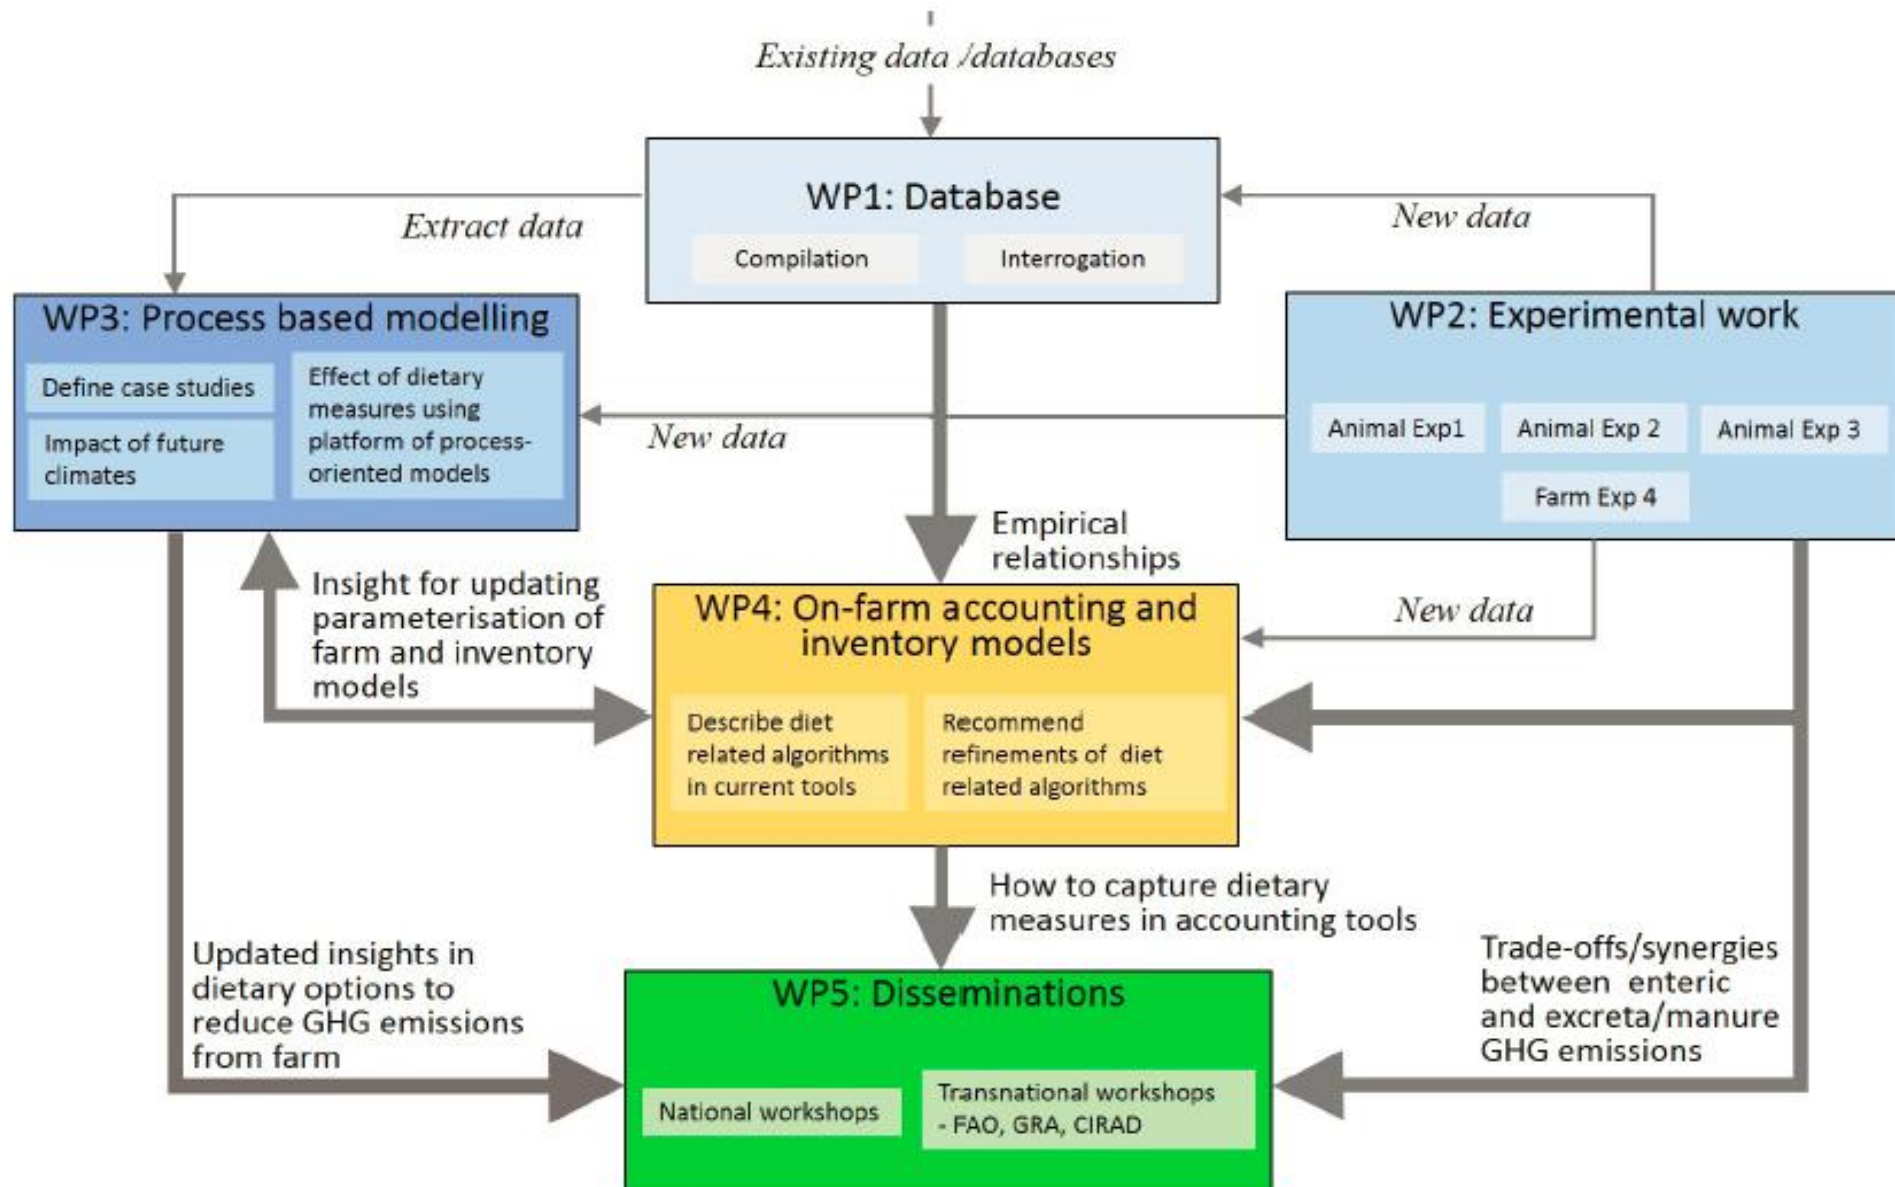 Existing data /databases
WP1: Database
Compilation
Interrogation
Extract data
New data
WP3: Process based modelling
Define case studies
Impact of future
climates
Effect of dietary
measures using
platform of process-
oriented models
New data
WP2: Experimental work
Animal Exp1
Animal Exp 2
Animal Exp 3
Farm Exp 4
Empirical
relationships
Insight for updating
parameterisation of
farm and inventory
models
New data
WP4: On-farm accounting and
inventory models
Describe diet
related algorithms
in current tools
Recommend
refinements of diet
related algorithms
How to capture dietary
measures in accounting tools
Updated insights in
dietary options to
reduce GHG emissions
from farm
Trade-offs/synergies
between enteric
and excreta/manure
GHG emissions
WP5: Disseminations
National workshops
Transnational workshops
- FAO, GRA, CIRAD